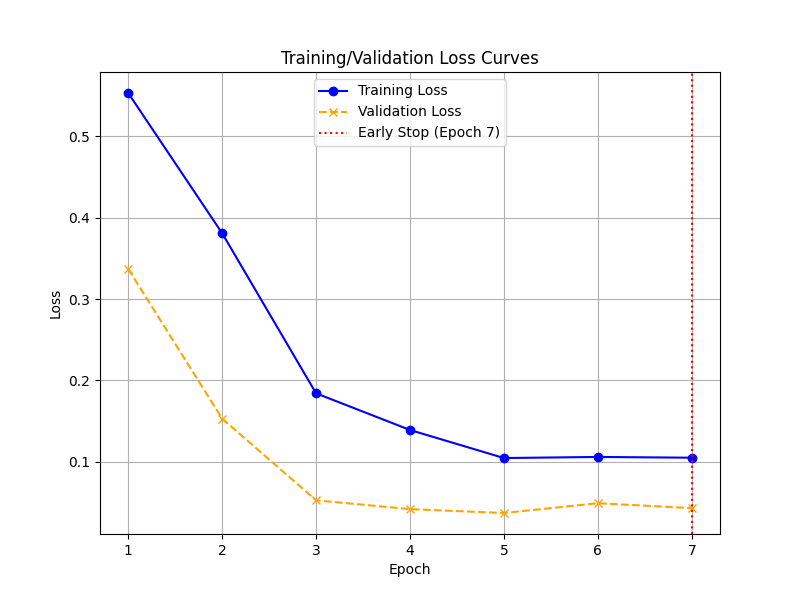 Training/Validation Loss Curves
Training Loss
Validation Loss
Early Stop (Epoch 7)
0.5
0.4
0.3
0.2
0.1
Loss
1 2 3 4 5 6 7
Epoch